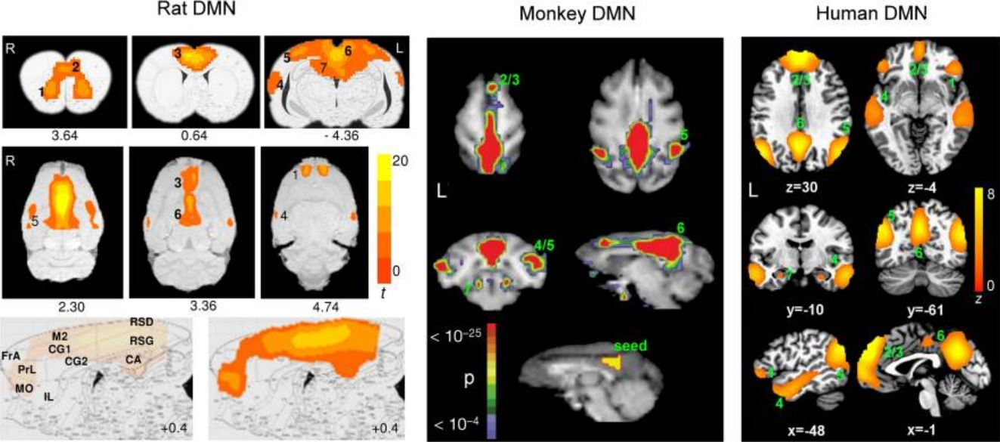 Rat DMN
Monkey DMN
Human DMN
R
L
1
2
3
4
5
6
7
3.64
0.64
- 4.36
R
5
3
6
1
4
20
0
t
2.30
3.36
4.74
RSD
M2
RSG
CG1
FrA
CG2
CA
PrL
MO
IL
+0.4
+0.4
2/3
5
L
6
4/5
7
< 10−25
seed
p
< 10−4
2/3
2/3
1
4
6
5
z=30
z=-4
L
8
5
4
6
7
0
z
y=-10
y=-61
6
2/3
4
x=-48
x=-1